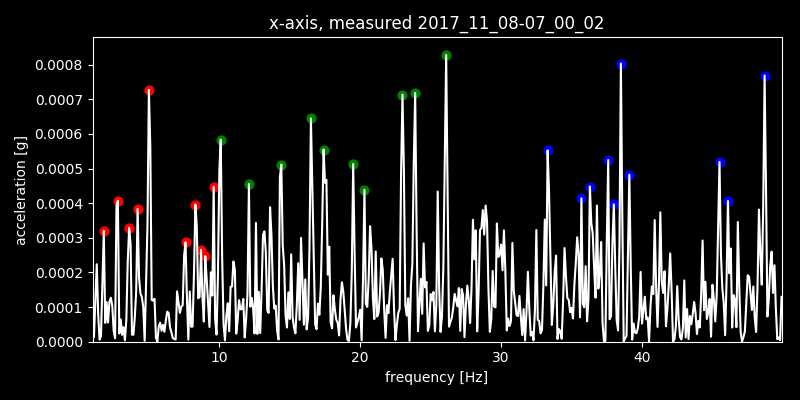 x-axis, measured 2017_11_08-07_00_02
0.0008
0.0007
0.0006
0.0005
0.0004
0.0003
0.0002
0.0001
0.0000
acceleration [g]
10 20 30 40
frequency [Hz]